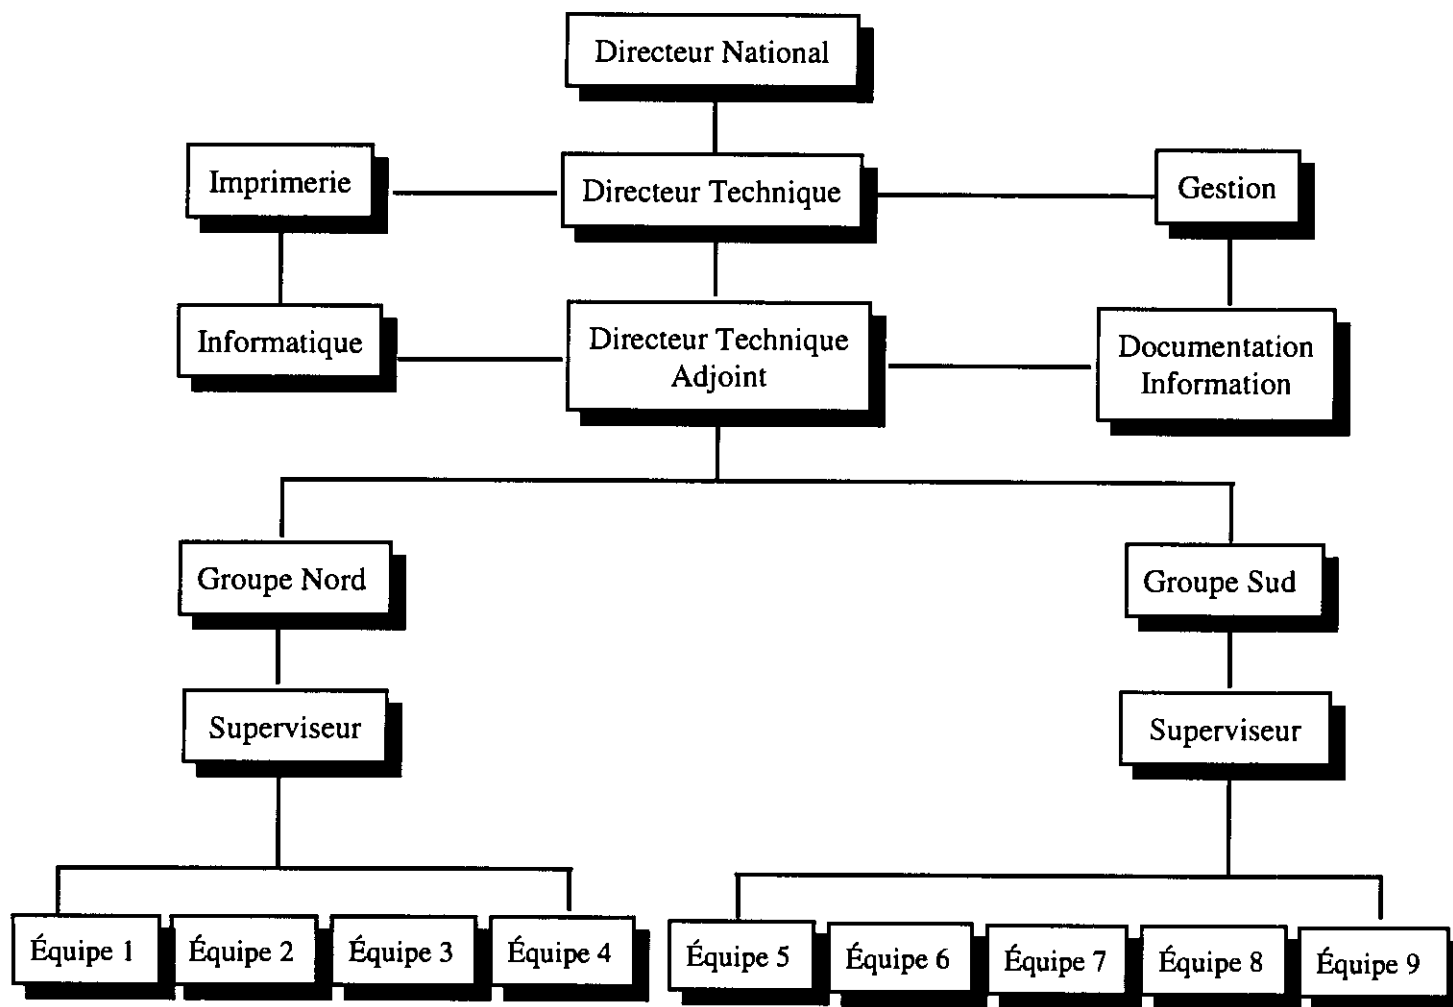 Directeur National
Imprimerie
Directeur Technique
Gestion
Informatique
Directeur Technique
Adjoint
Documentation
Information
Groupe Nord
Groupe Sud
Superviseur
Superviseur
Équipe 1
Équipe 2
Équipe 3
Équipe 4
Équipe 5
Équipe 6
Équipe 7
Équipe 8
Équipe 9